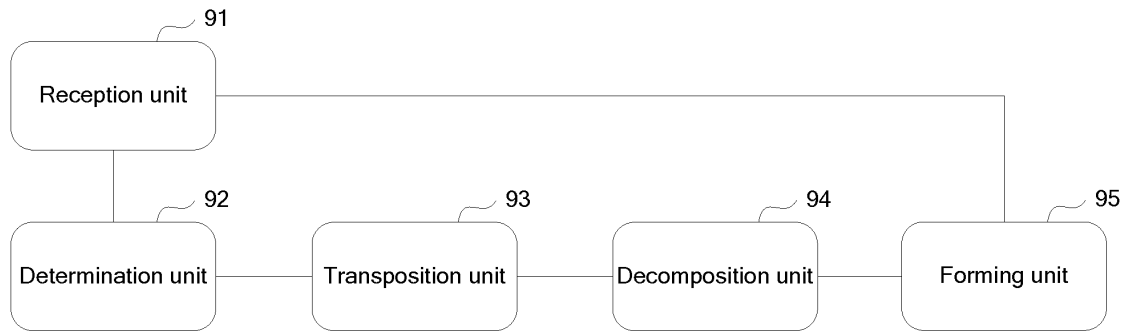 91
Reception unit
92
93
94
95
Determination unit
Transposition unit
Decomposition unit
Forming unit